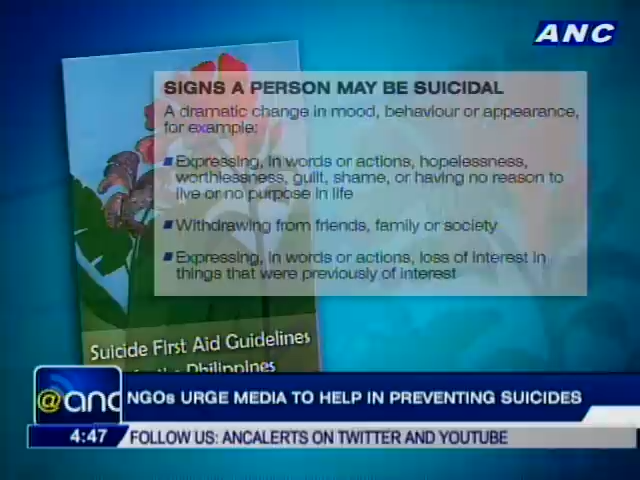 ANC
SIGNS A PERSON MAY BE SUICIDAL
A dramatic change in mood, behaviour or appearance,
for example:
Expressing, in words or actions, hopelessness,
worthlessness, guilt, shame, or having no reason to
live or no purpose in life
Withdrawing from friends, family or society
Expressing, in words or actions, loss of interest in
things that were previously of interest
Suicide First Aid Guidelines
for the Philippines
@anc
NGOs URGE MEDIA TO HELP IN PREVENTING SUICIDES
4:47
FOLLOW US: ANCALERTS ON TWITTER AND YOUTUBE